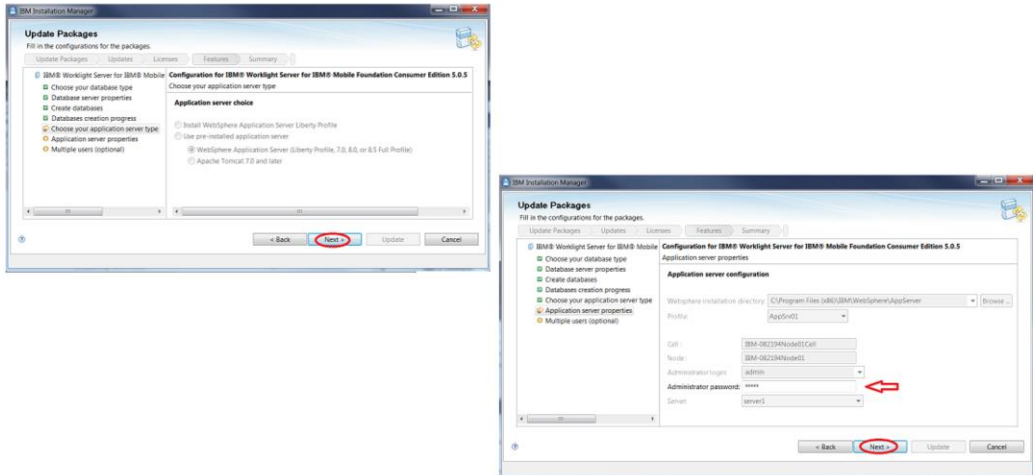 IBM Installation Manager
Update Packages
Fill in the configurations for the packages.
Update Packages Updates Licenses Features Summary
IBM® Worklight Server for IBM® Mobile
Choose your database type
Database server properties
Create databases
Databases creation progress
Choose your application server type
Application server properties
Multiple users (optional)
Configuration for IBM® Worklight Server for IBM® Mobile Foundation Consumer Edition 5.0.5
Choose your application server type
Application server choice
Install WebSphere Application Server Liberty Profile
Use pre-installed application server
WebSphere Application Server (Liberty Profile, 7.0, 8.0, or 8.5 Full Profile)
Apache Tomcat 7.0 and later
< Back Next > Update Cancel
IBM Installation Manager
Update Packages
Fill in the configurations for the packages.
Update Packages Updates Licenses Features Summary
IBM® Worklight Server for IBM® Mobile
Choose your database type
Database server properties
Create databases
Databases creation progress
Choose your application server type
Application server properties
Multiple users (optional)
Configuration for IBM® Worklight Server for IBM® Mobile Foundation Consumer Edition 5.0.5
Application server properties
Application server configuration
Websphere installation directory: C:\Program Files (x86)\IBM\WebSphere\AppServer Browse ...
Profile: AppSrv01
Cell : IBM-082194Node01Cell
Node : IBM-082194Node01
Administrator login: admin
Administrator password: *****
Server: server1
< Back Next > Update Cancel